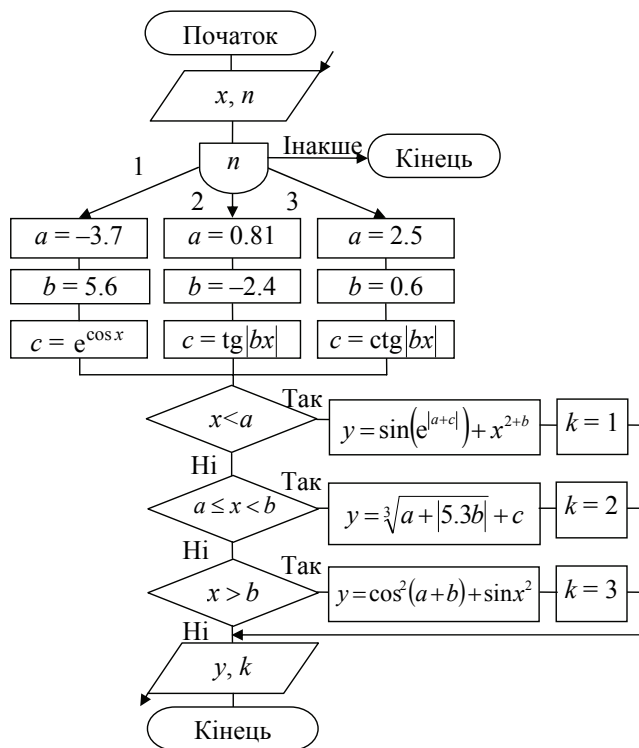 Початок
x, n
n
Інакше
Кінець
1
2
3
a = –3.7
a = 0.81
a = 2.5
b = 5.6
b = –2.4
b = 0.6
c = e^cos x
c = tg|bx|
c = ctg|bx|
x<a
Так
y = sin(e^|a+c|) + x^2+b
k = 1
Ні
a ≤ x < b
Так
y = ∛a + |5.3b| + c
k = 2
Ні
x > b
Так
y = cos²(a + b) + sinx²
k = 3
Ні
y, k
Кінець